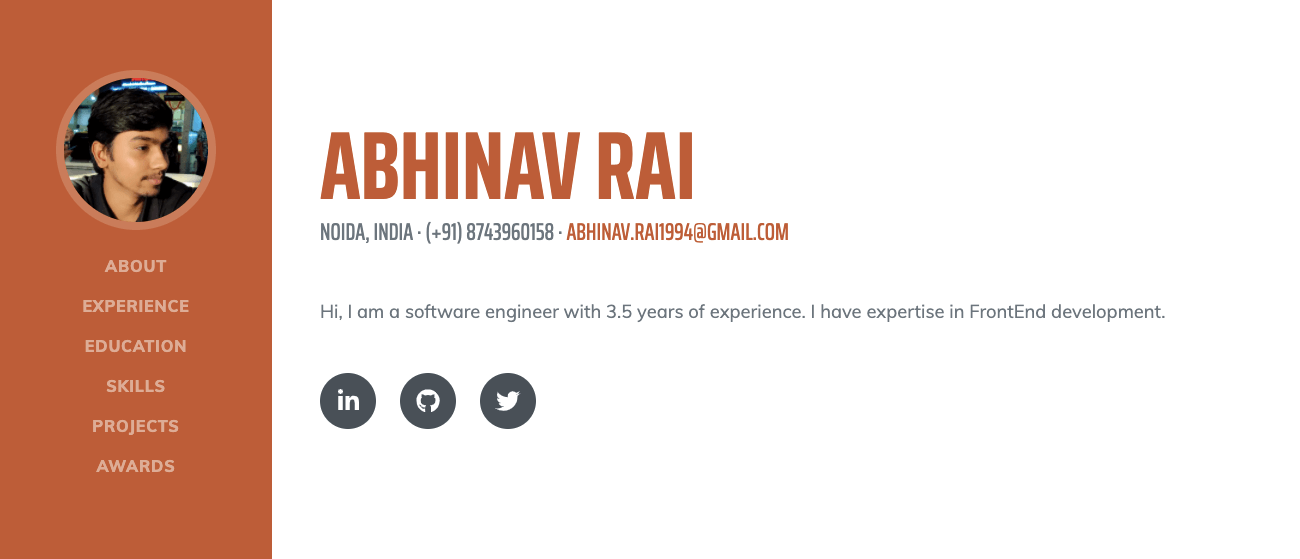 ABOUT
EXPERIENCE
EDUCATION
SKILLS
PROJECTS
AWARDS
ABHINAV RAI
NOIDA, INDIA · (+91) 8743960158 · ABHINAV.RAI1994@GMAIL.COM
Hi, I am a software engineer with 3.5 years of experience. I have expertise in FrontEnd development.
in